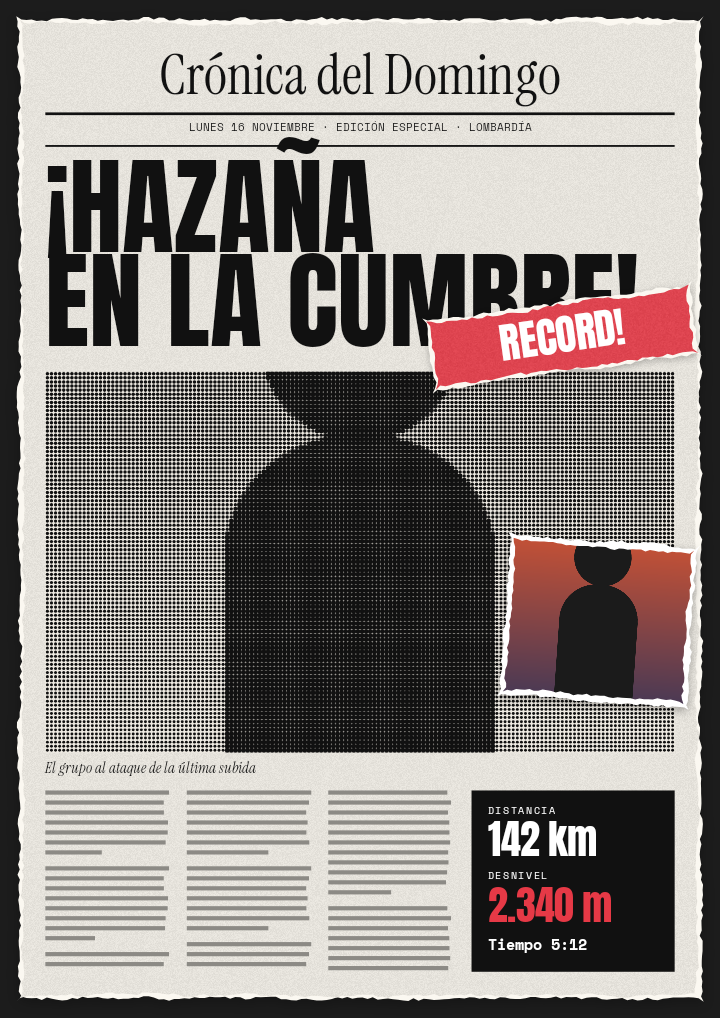 Crónica del Domingo
LUNES 16 NOVIEMBRE · EDICIÓN ESPECIAL · LOMBARDÍA
¡HAZAÑA
EN LA CUMBRE!
RECORD!
El grupo al ataque de la última subida
DISTANCIA
142 km
DESNIVEL
2.340 m
Tiempo 5:12